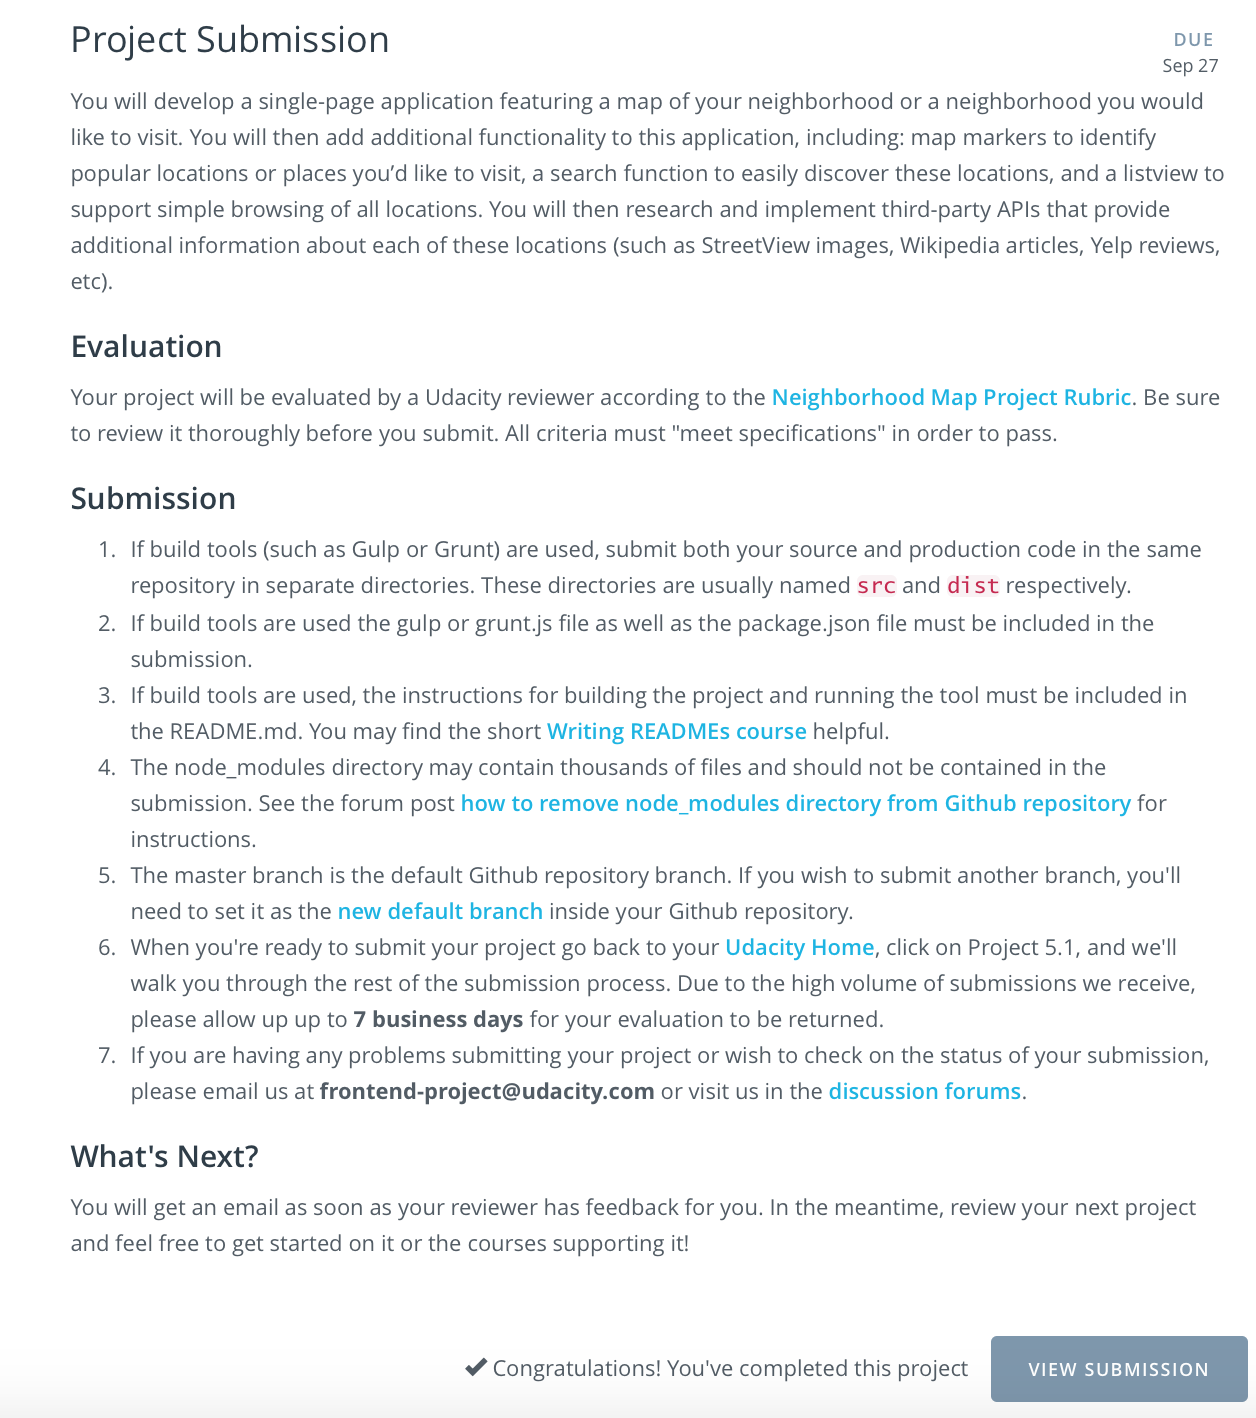 Project Submission
DUE
Sep 27
You will develop a single-page application featuring a map of your neighborhood or a neighborhood you would
like to visit. You will then add additional functionality to this application, including: map markers to identify
popular locations or places you’d like to visit, a search function to easily discover these locations, and a listview to
support simple browsing of all locations. You will then research and implement third-party APIs that provide
additional information about each of these locations (such as StreetView images, Wikipedia articles, Yelp reviews,
etc).
Evaluation
Your project will be evaluated by a Udacity reviewer according to the Neighborhood Map Project Rubric. Be sure
to review it thoroughly before you submit. All criteria must "meet specifications" in order to pass.
Submission
1. If build tools (such as Gulp or Grunt) are used, submit both your source and production code in the same
repository in separate directories. These directories are usually named src and dist respectively.
2. If build tools are used the gulp or grunt.js file as well as the package.json file must be included in the
submission.
3. If build tools are used, the instructions for building the project and running the tool must be included in
the README.md. You may find the short Writing READMEs course helpful.
4. The node_modules directory may contain thousands of files and should not be contained in the
submission. See the forum post how to remove node_modules directory from Github repository for
instructions.
5. The master branch is the default Github repository branch. If you wish to submit another branch, you'll
need to set it as the new default branch inside your Github repository.
6. When you're ready to submit your project go back to your Udacity Home, click on Project 5.1, and we'll
walk you through the rest of the submission process. Due to the high volume of submissions we receive,
please allow up up to 7 business days for your evaluation to be returned.
7. If you are having any problems submitting your project or wish to check on the status of your submission,
please email us at frontend-project@udacity.com or visit us in the discussion forums.
What's Next?
You will get an email as soon as your reviewer has feedback for you. In the meantime, review your next project
and feel free to get started on it or the courses supporting it!
✔ Congratulations! You've completed this project
VIEW SUBMISSION